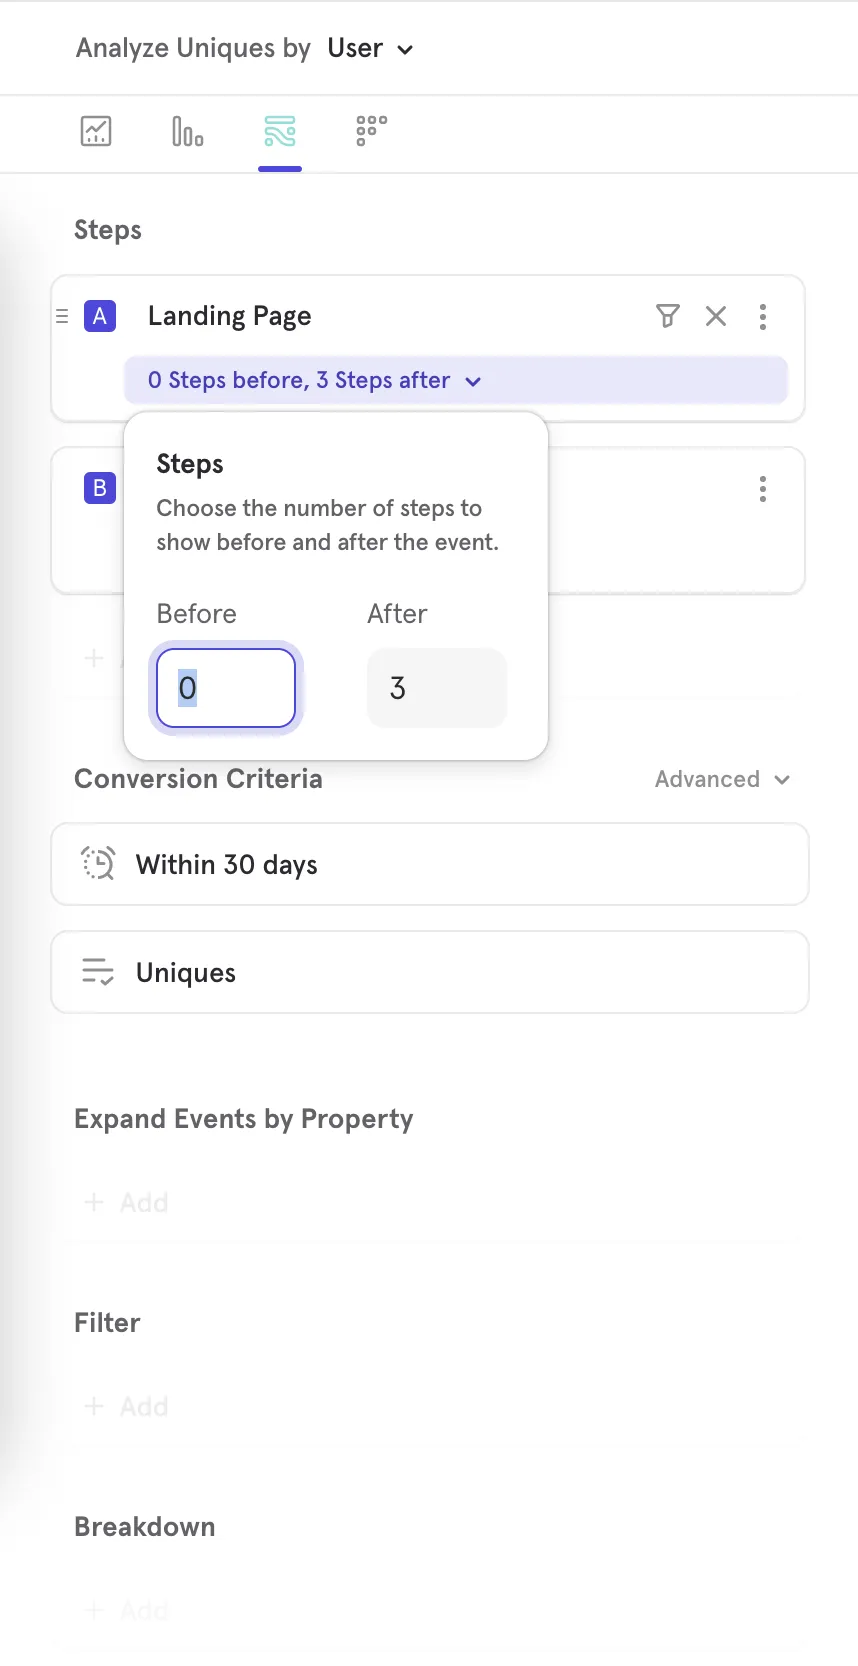 Analyze Uniques by User
Steps
A Landing Page
0 Steps before, 3 Steps after
B
Steps
Choose the number of steps to
show before and after the event.
Before After
0 3
Conversion Criteria Advanced
Within 30 days
Uniques
Expand Events by Property
+ Add
Filter
+ Add
Breakdown
+ Add